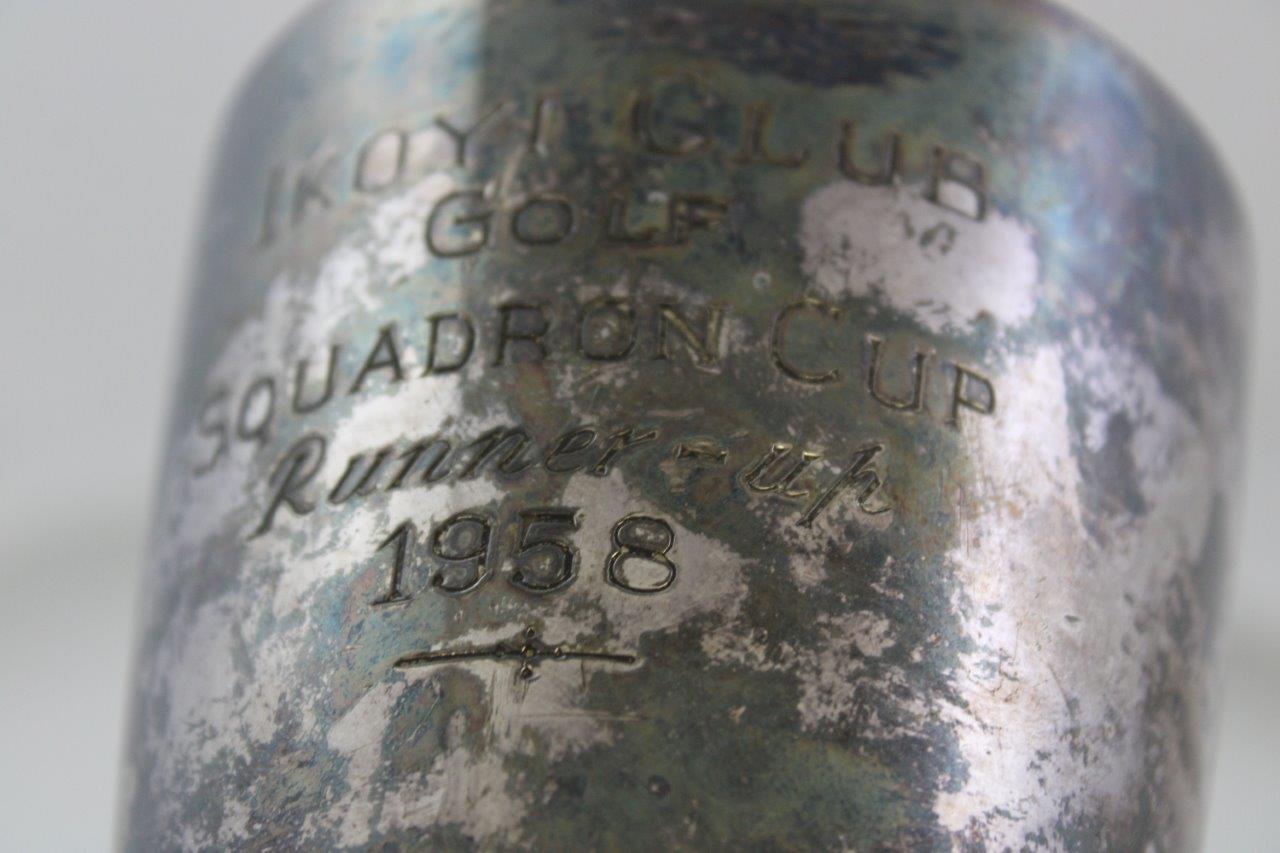 IKOYI CLUB
GOLF
SQUADRON CUP
Runner-up
1958